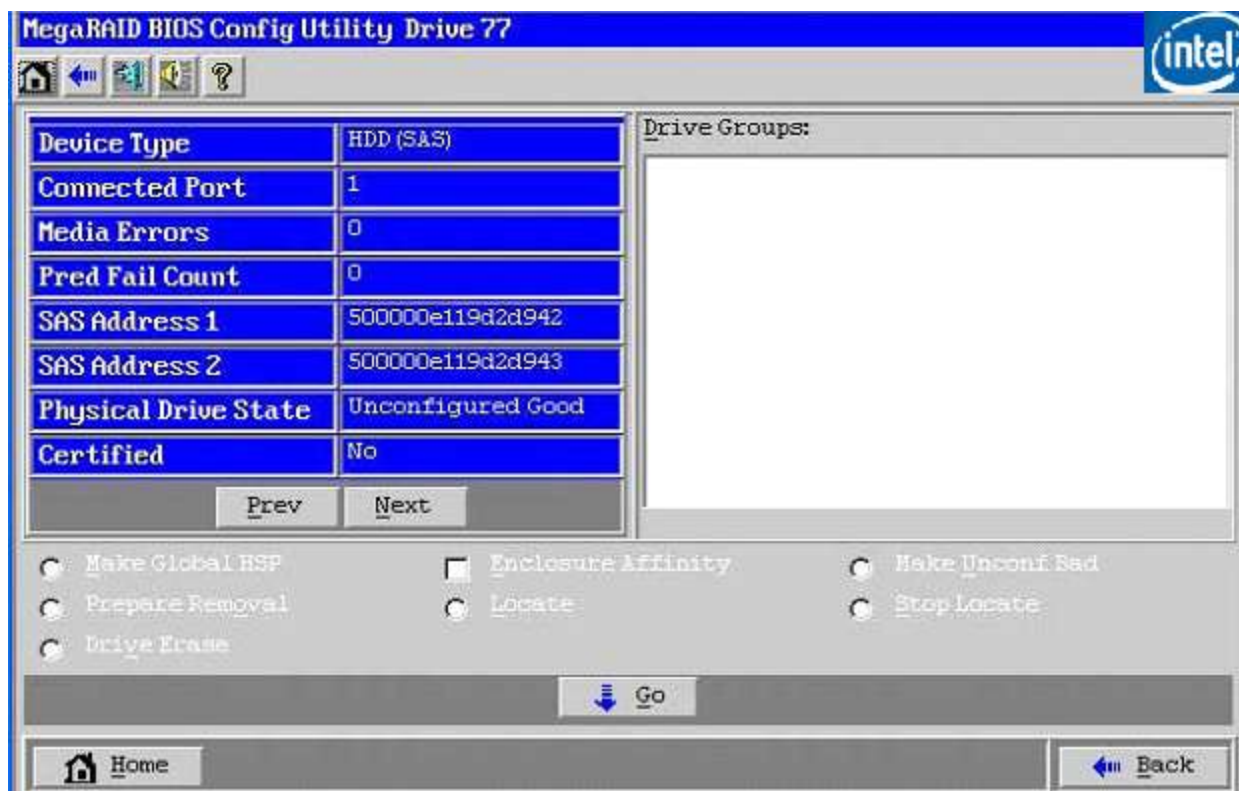 MegaRAID BIOS Config Utility Drive 77
intel
?
Device Type HDD (SAS)
Connected Port 1
Media Errors 0
Pred Fail Count 0
SAS Address 1 500000e119d2d942
SAS Address 2 500000e119d2d943
Physical Drive State Unconfigured Good
Certified No
Prev Next
Drive Groups:
Make Global HSP Enclosure Affinity Make Unconf Bad
Prepare Removal Locate Stop Locate
Drive Erase
Go
Home Back